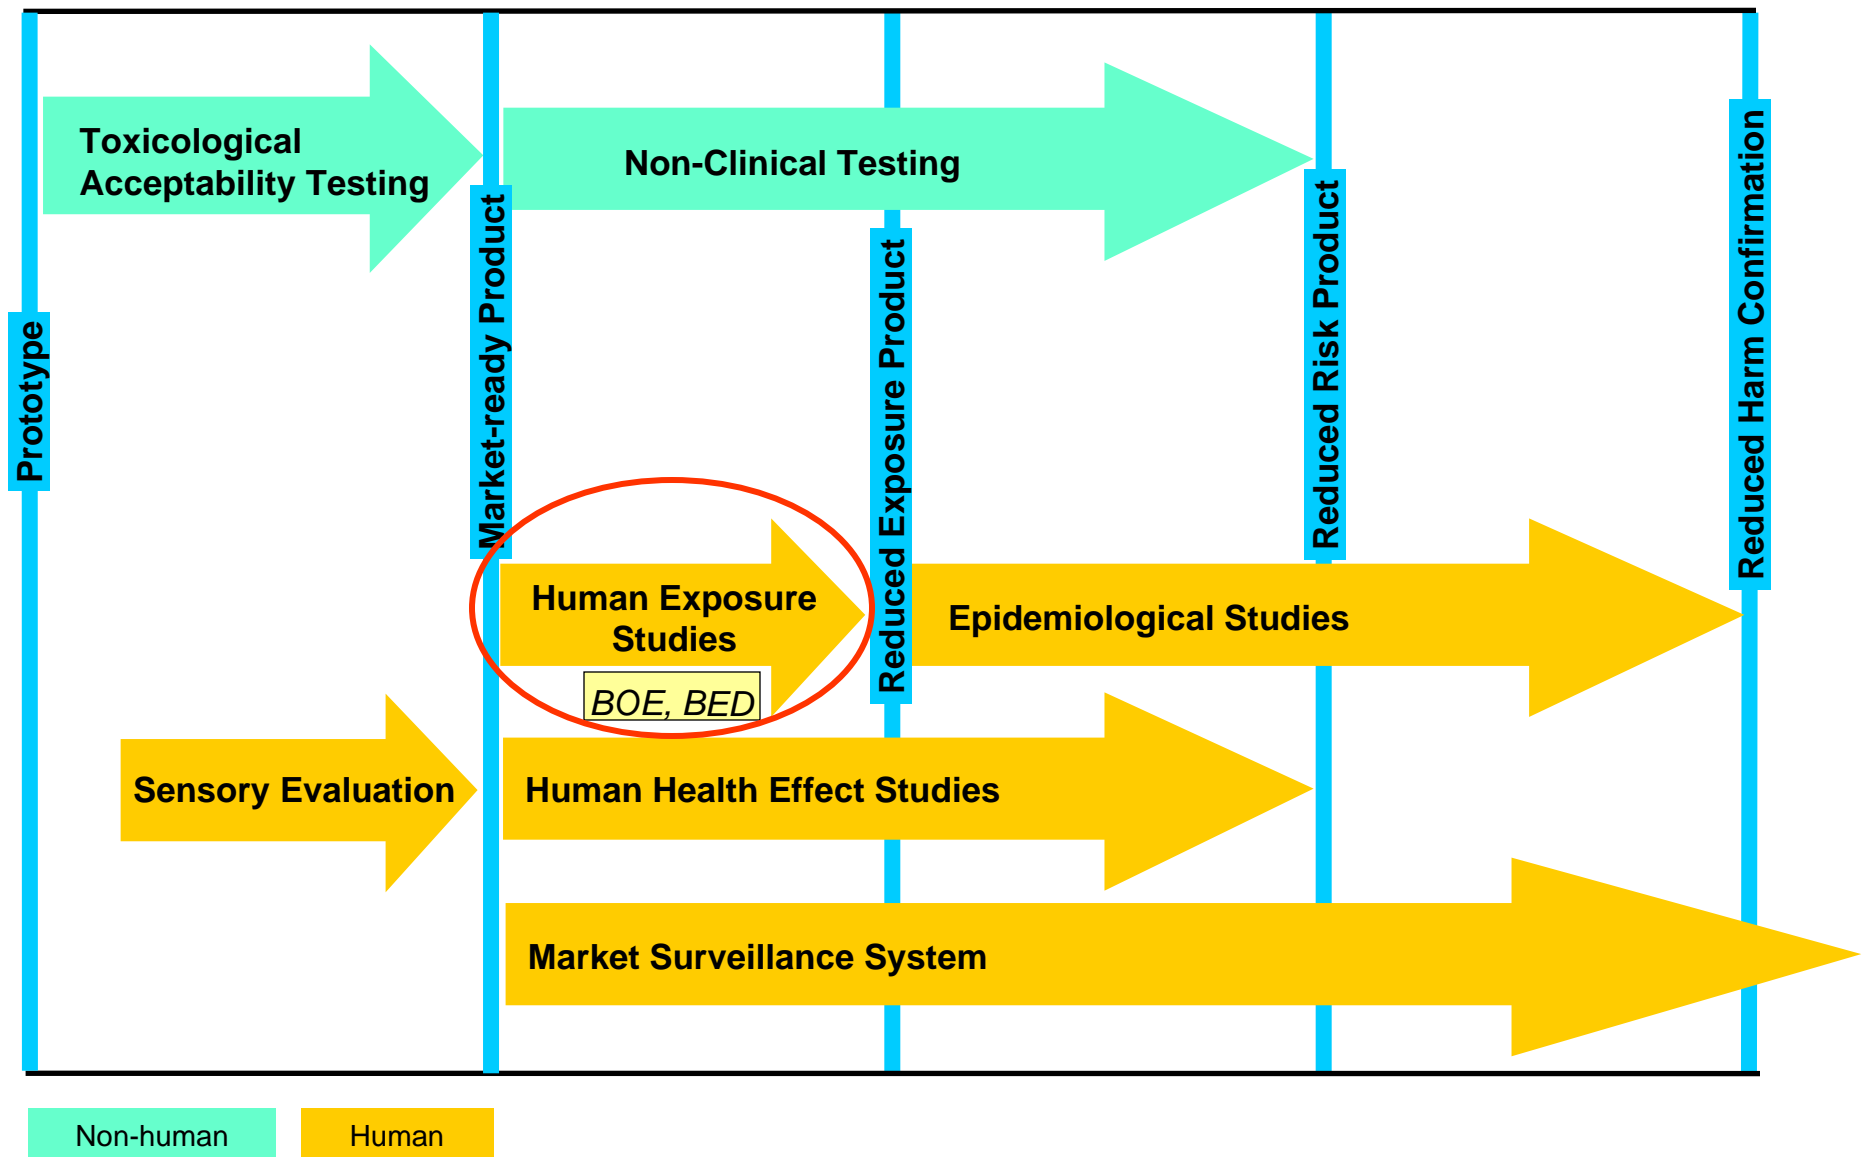 Toxicological
Acceptability Testing
Non-Clinical Testing
Prototype
Market-ready Product
Reduced Exposure Product
Reduced Risk Product
Reduced Harm Confirmation
Human Exposure
Studies
BOE, BED
Epidemiological Studies
Sensory Evaluation
Human Health Effect Studies
Market Surveillance System
Non-human
Human